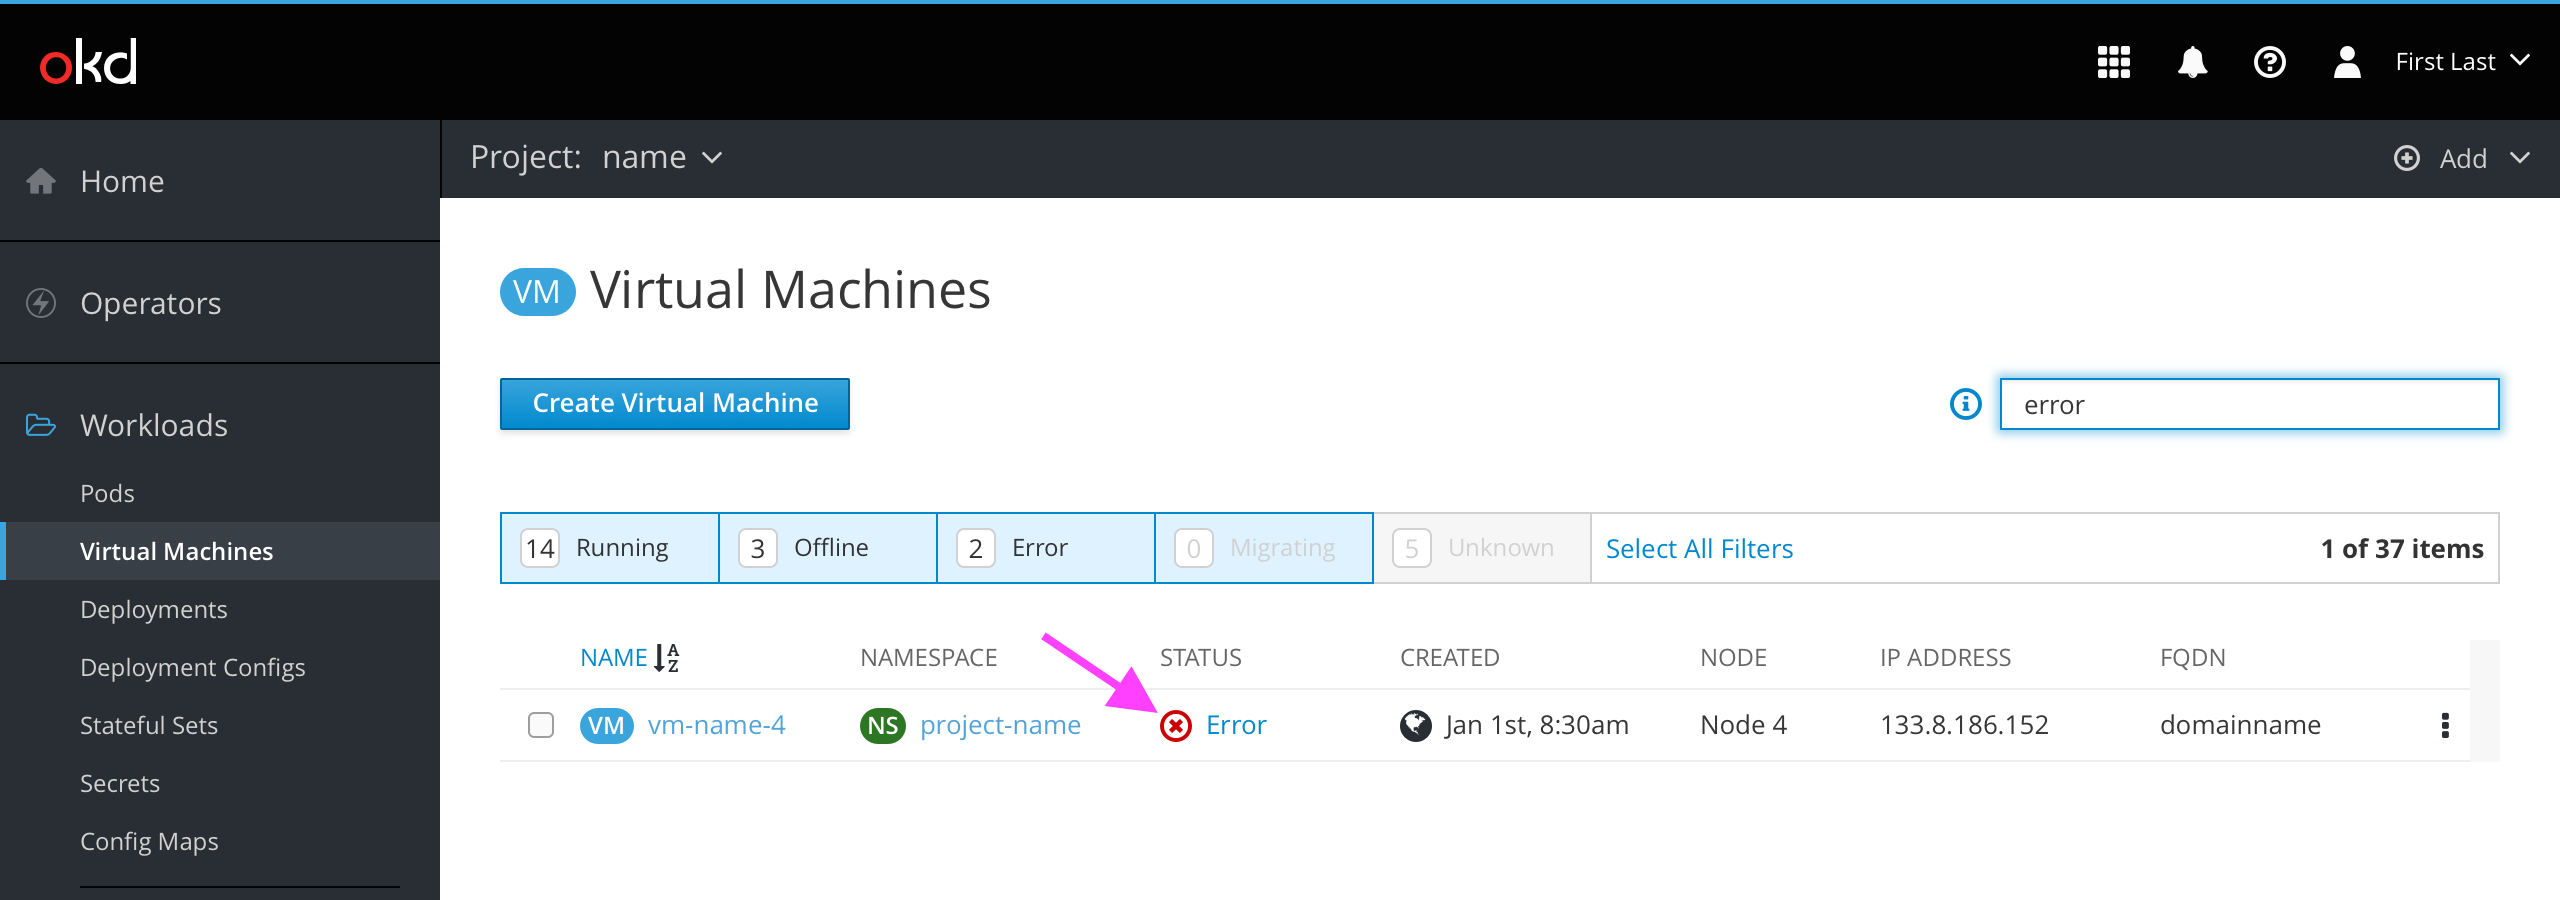 okd
First Last
Project: name
Add
Home
Operators
Workloads
Pods
Virtual Machines
Deployments
Deployment Configs
Stateful Sets
Secrets
Config Maps
VM Virtual Machines
Create Virtual Machine
error
14 Running 3 Offline 2 Error 0 Migrating 5 Unknown Select All Filters 1 of 37 items
NAME AZ NAMESPACE STATUS CREATED NODE IP ADDRESS FQDN
VM vm-name-4 NS project-name Error Jan 1st, 8:30am Node 4 133.8.186.152 domainname